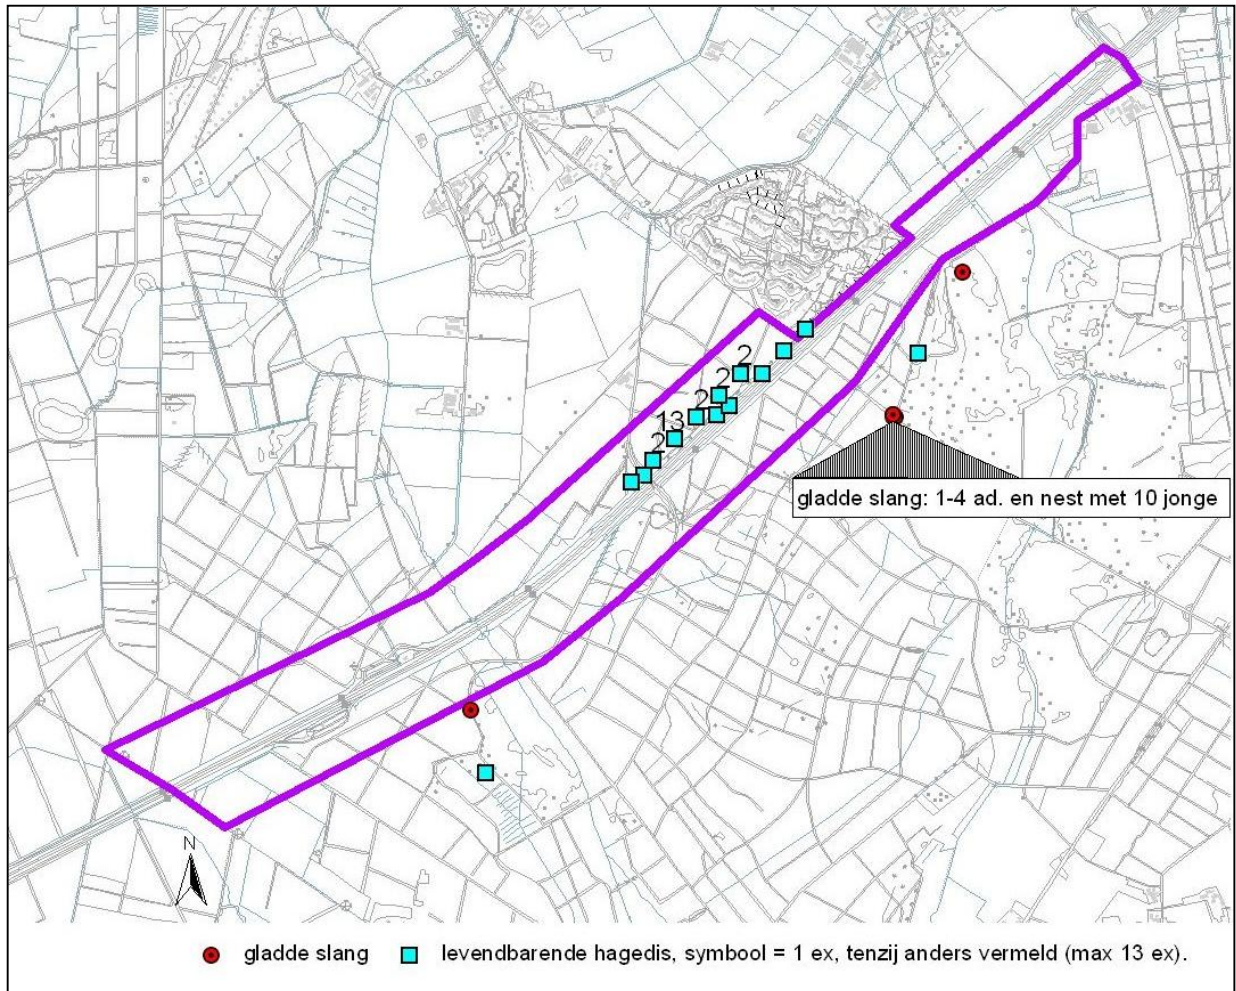 2
2
2
13
2
gladde slang: 1-4 ad. en nest met 10 jonge
N
gladde slang
levendbarende hagedis, symbool = 1 ex, tenzij anders vermeld (max 13 ex).